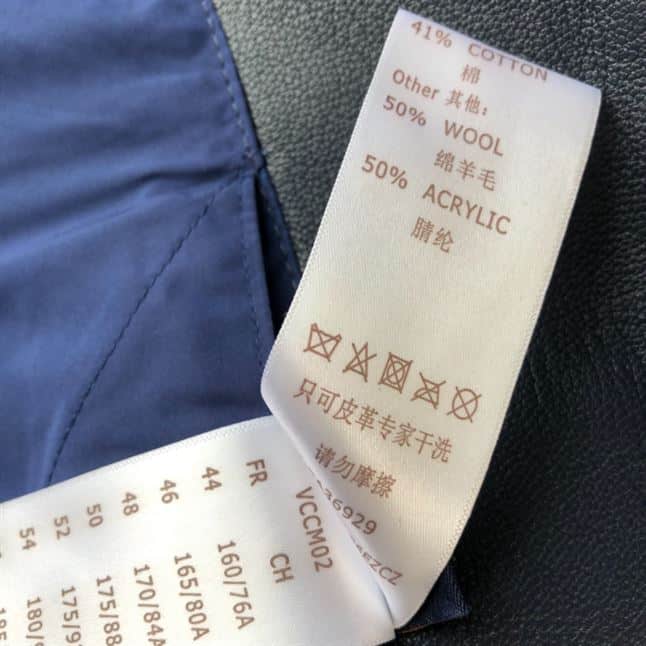 41% COTTON
棉
Other 其他:
50% WOOL
绵羊毛
50% ACRYLIC
腈纶
只可皮革专家干洗
请勿摩擦
36929
FR 44 46 48 50 52 54
VCCM02
CH 160/76A 165/80A 170/84A 175/88